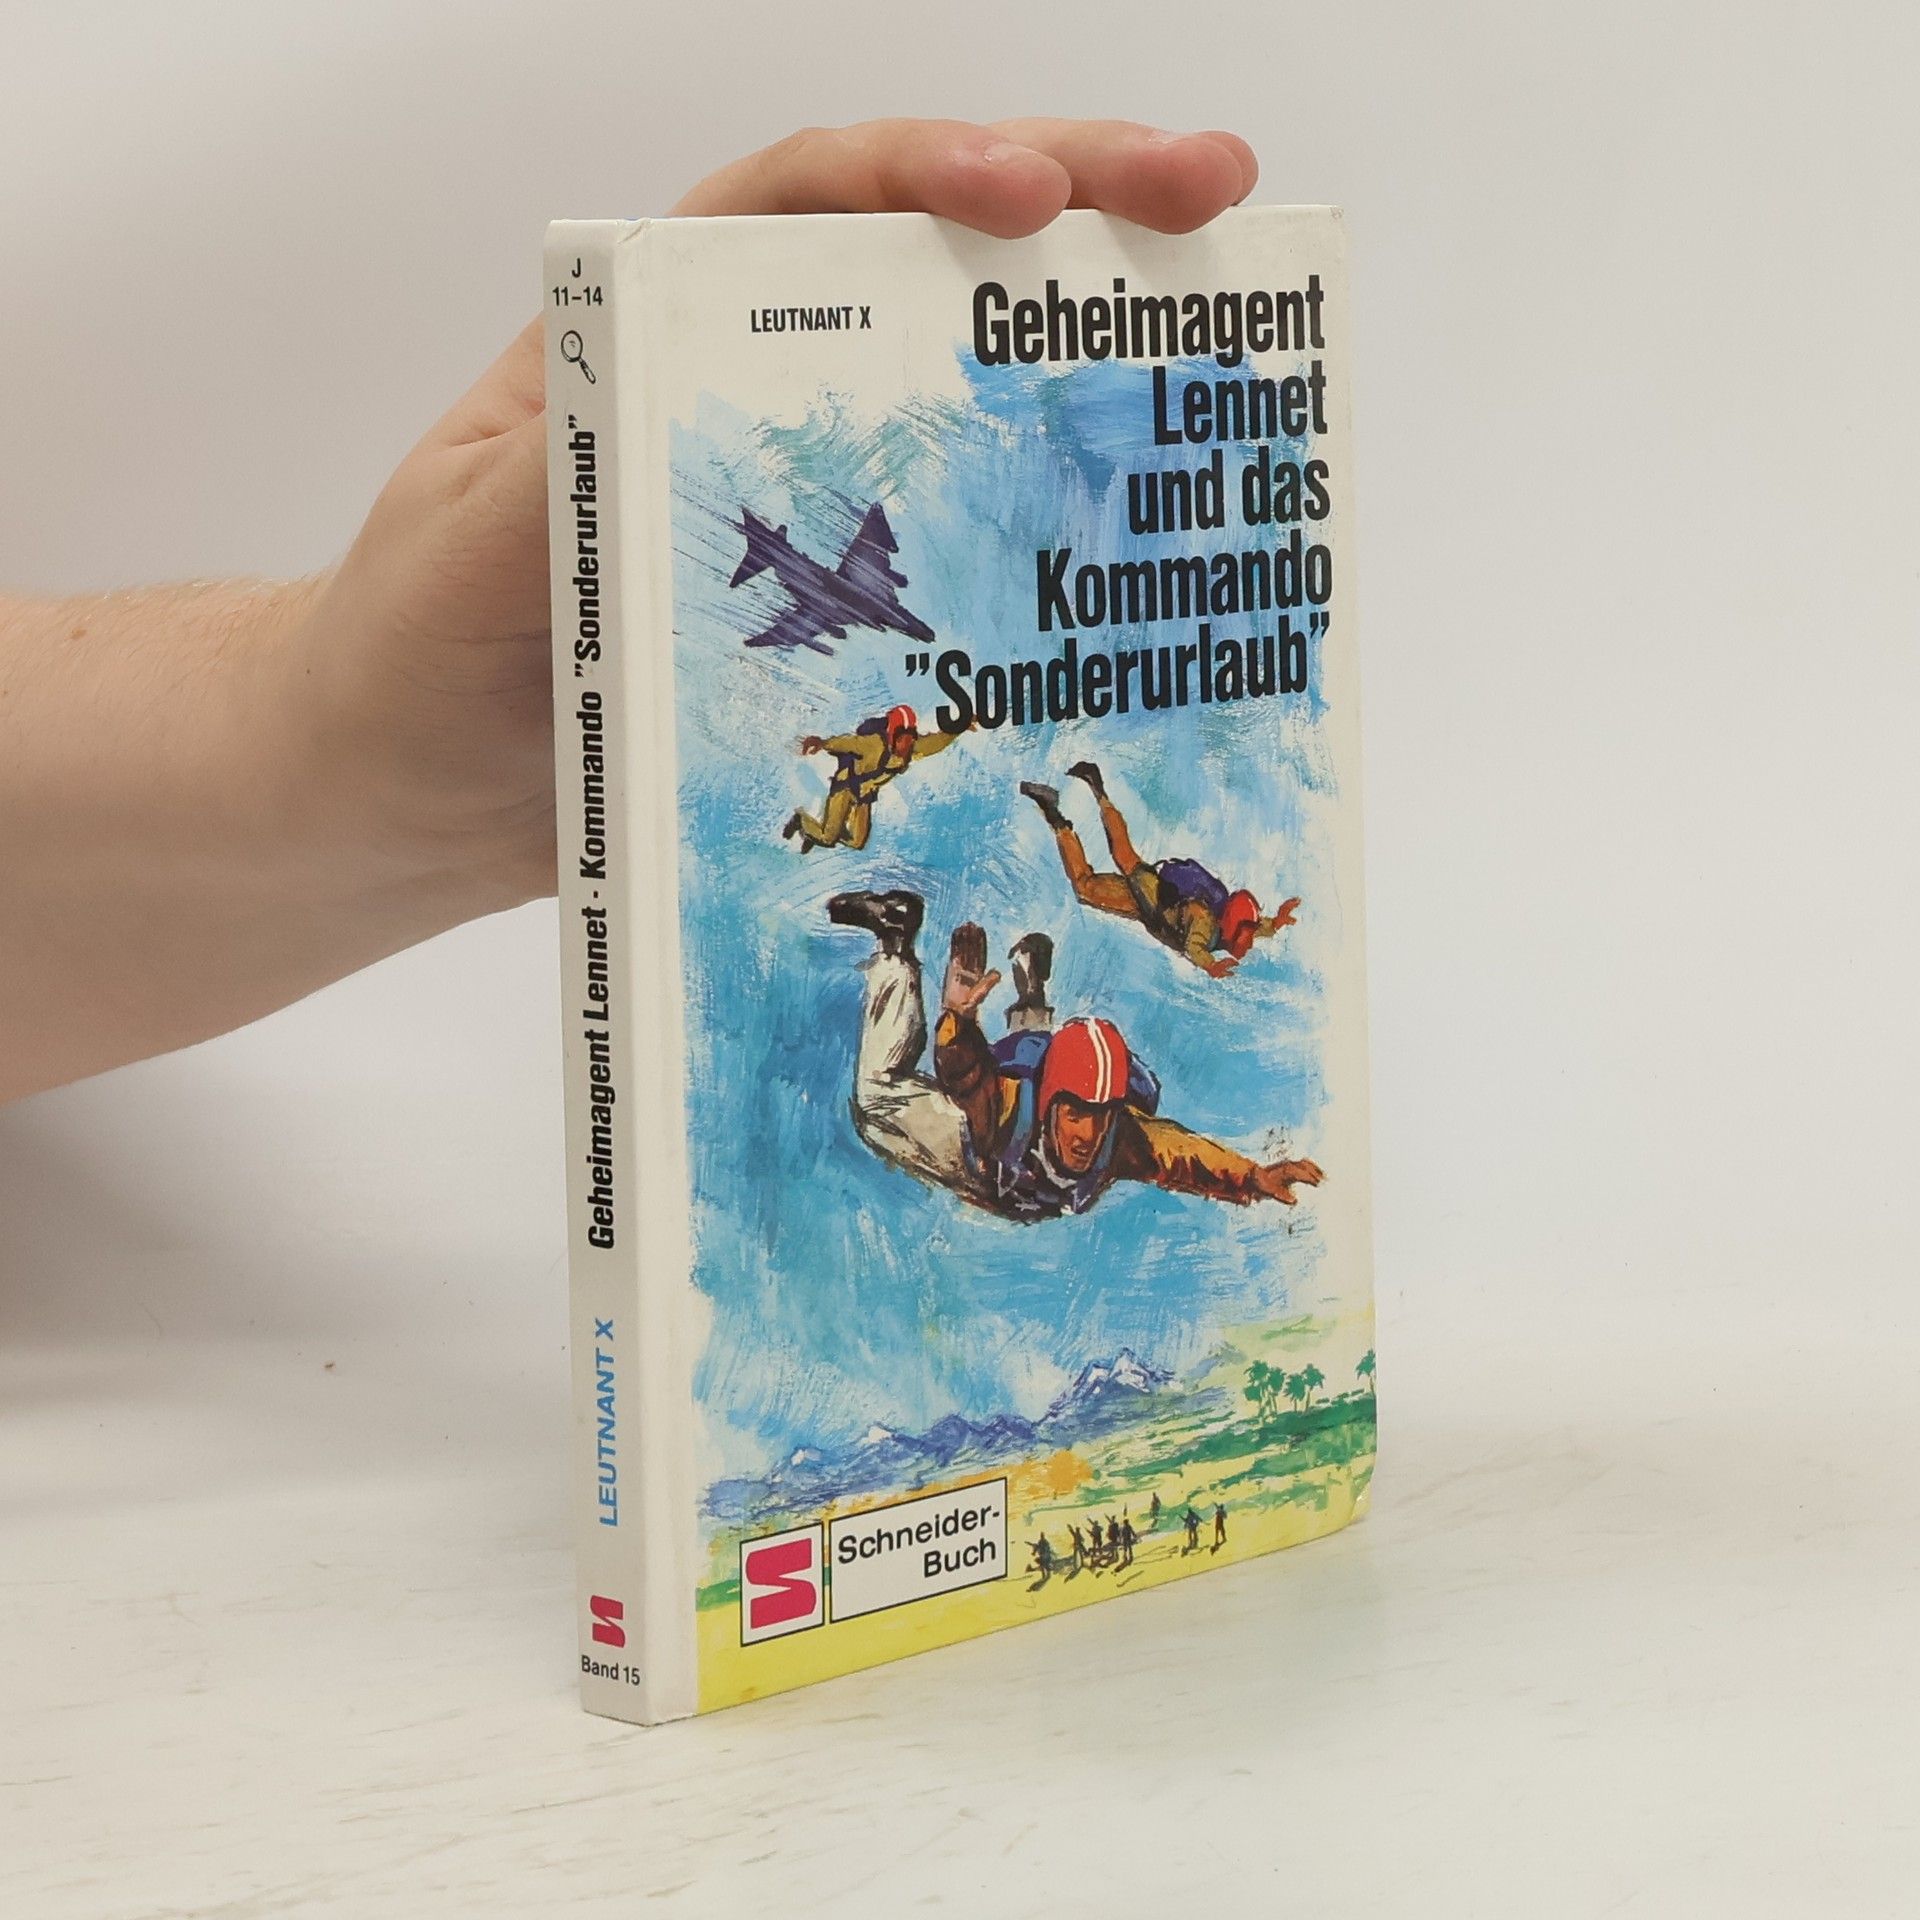 J
11–14
Geheimagent Lennet · Kommando ”Sonderurlaub”
LEUTNANT X
Band 15
LEUTNANT X
Geheimagent
Lennet
und das
Kommando
”Sonderurlaub”
Schneider-
Buch